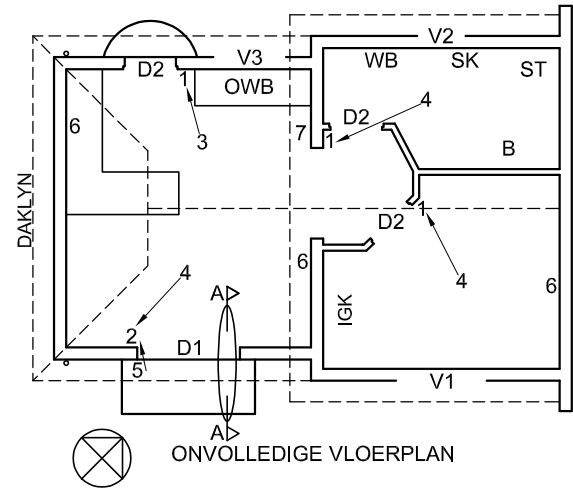 V2
D2 V3 WB SK ST
1 OWB
4
D2
6 7 1 B
3
DAKLYN
1
D2
4 6 4 6
A
IGK
2
D1
5
V1
A
ONVOLLEDIGE VLOERPLAN